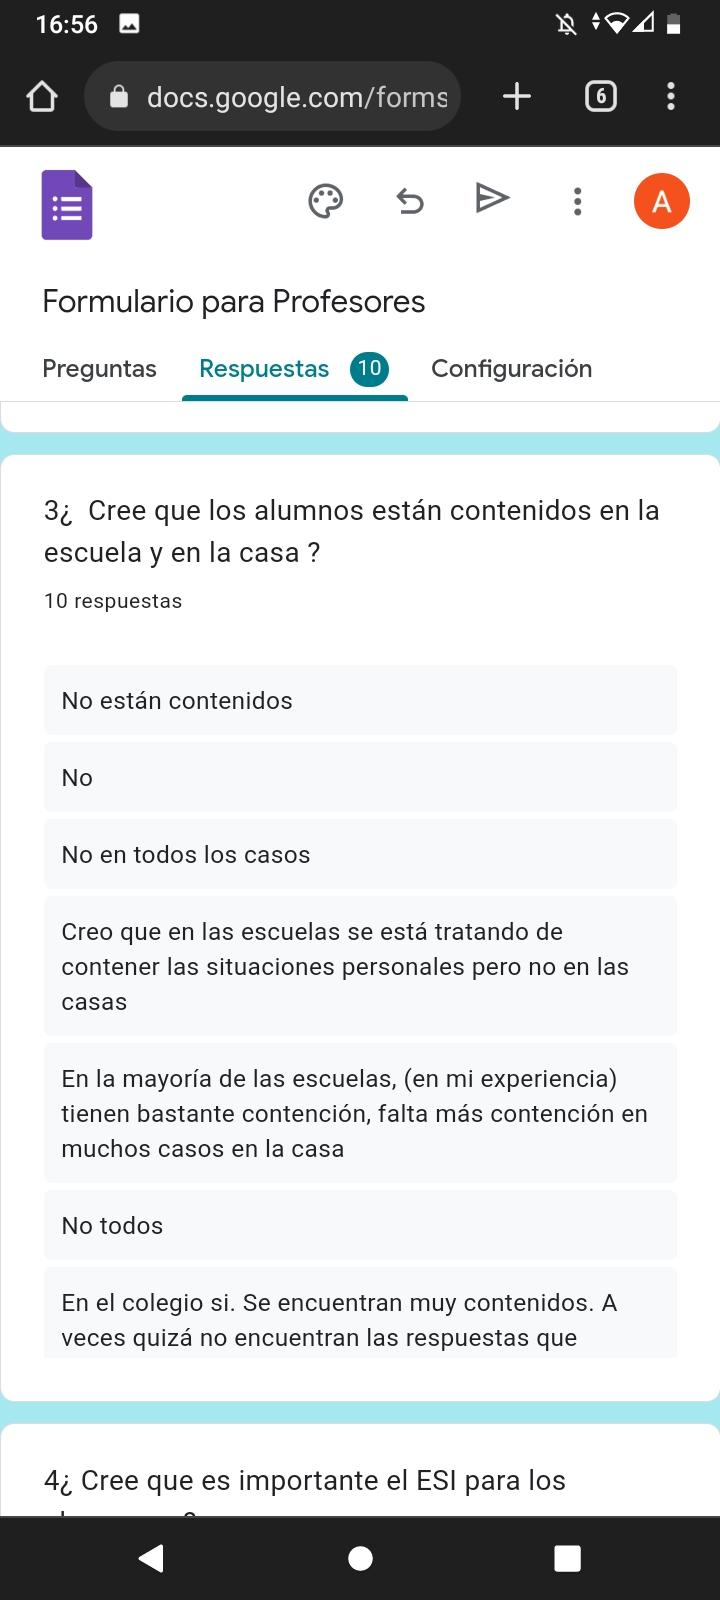 16:56
docs.google.com/forms
6
A
Formulario para Profesores
Preguntas Respuestas 10 Configuración
3¿  Cree que los alumnos están contenidos en la
escuela y en la casa ?
10 respuestas
No están contenidos
No
No en todos los casos
Creo que en las escuelas se está tratando de
contener las situaciones personales pero no en las
casas
En la mayoría de las escuelas, (en mi experiencia)
tienen bastante contención, falta más contención en
muchos casos en la casa
No todos
En el colegio si. Se encuentran muy contenidos. A
veces quizá no encuentran las respuestas que
4¿ Cree que es importante el ESI para los